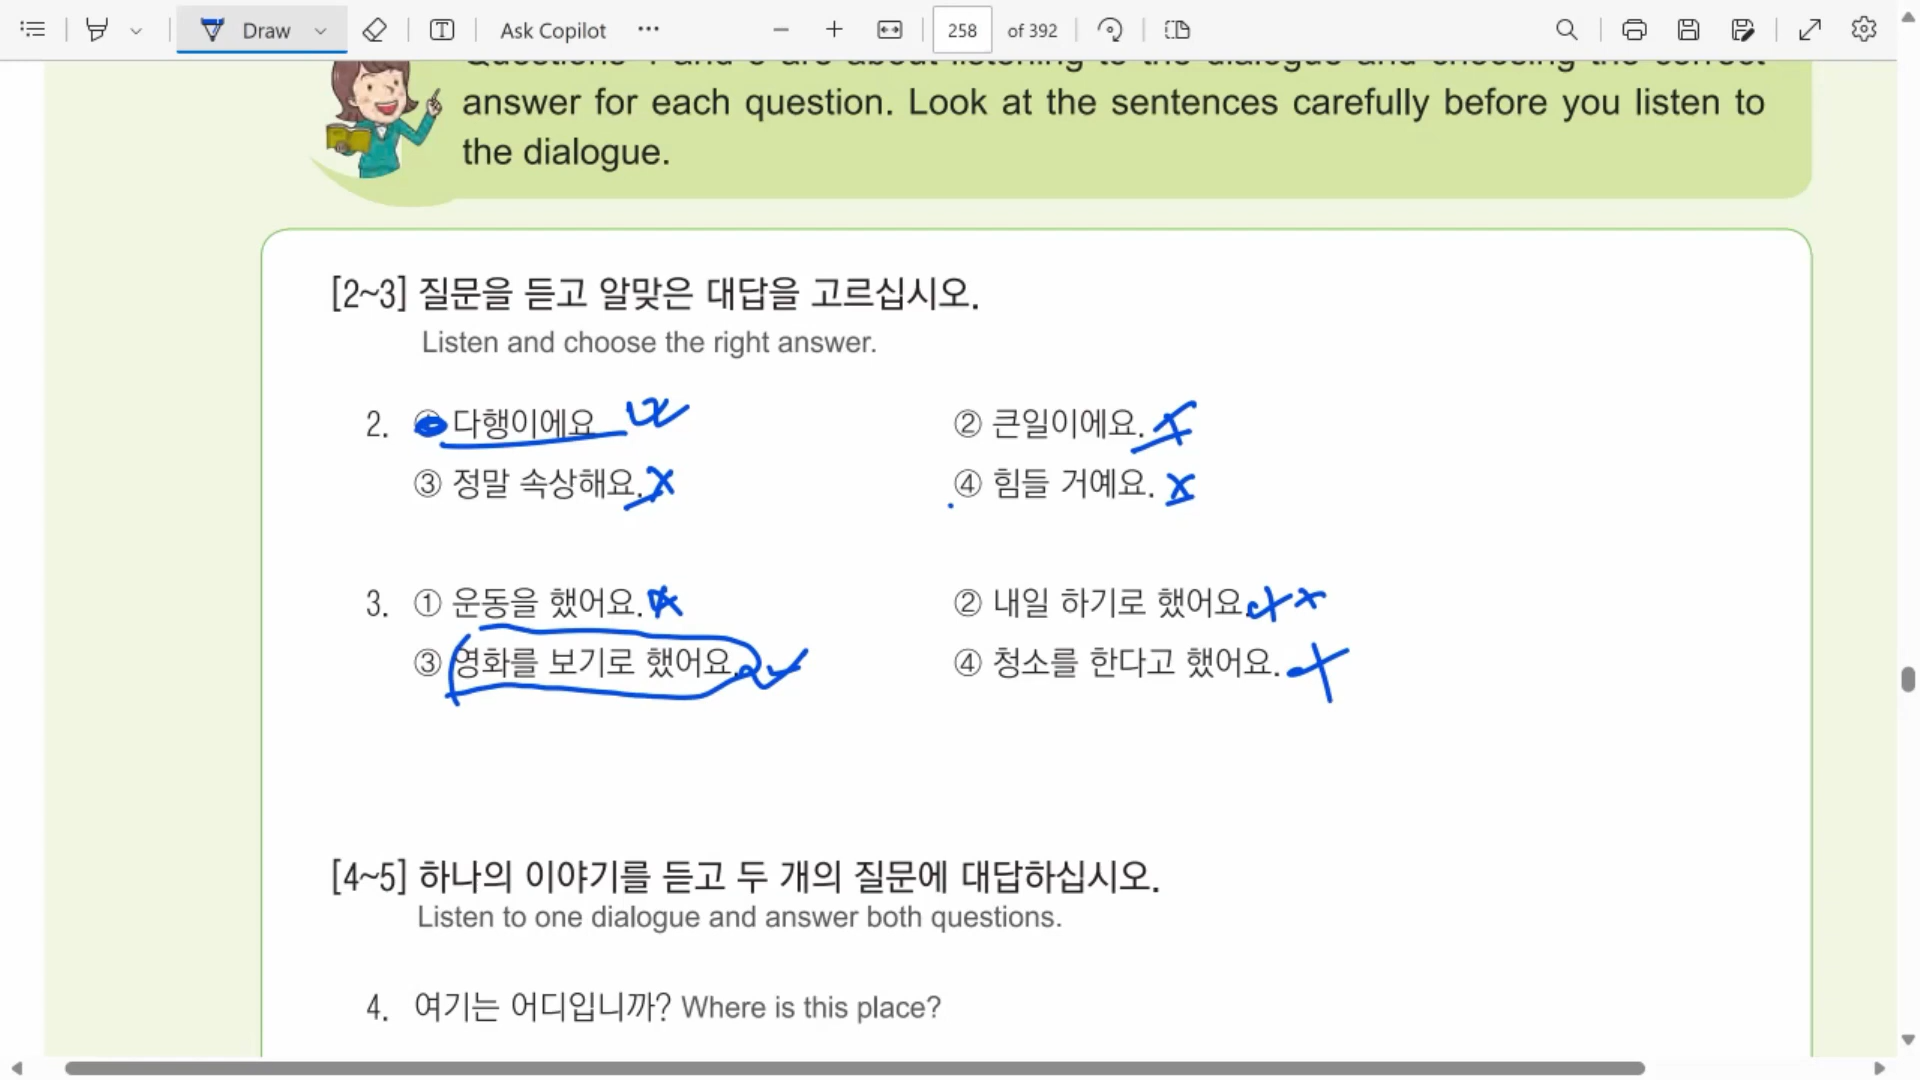 Draw
Ask Copilot
258 of 392
answer for each question. Look at the sentences carefully before you listen to
the dialogue.
[2~3] 질문을 듣고 알맞은 대답을 고르십시오.
Listen and choose the right answer.
2. ① 다행이에요 ② 큰일이에요.
③ 정말 속상해요. ④ 힘들 거예요.
3. ① 운동을 했어요. ② 내일 하기로 했어요.
③ 영화를 보기로 했어요. ④ 청소를 한다고 했어요.
[4~5] 하나의 이야기를 듣고 두 개의 질문에 대답하십시오.
Listen to one dialogue and answer both questions.
4. 여기는 어디입니까? Where is this place?